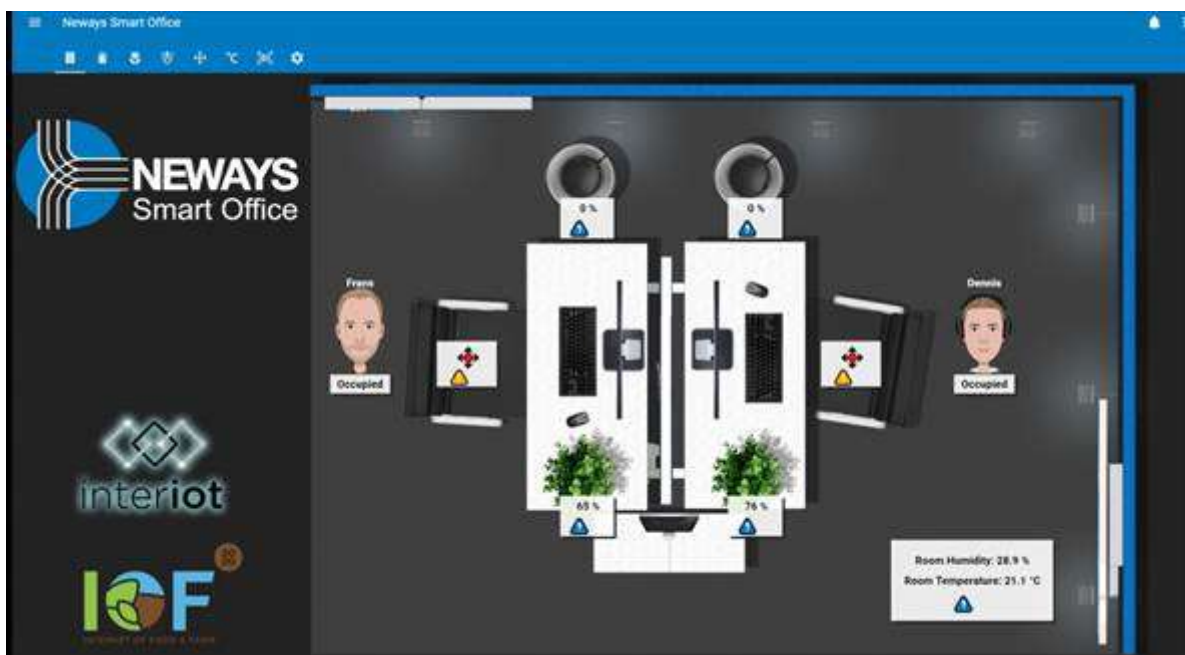 Neways Smart Office
°C
NEWAYS
Smart Office
0 %
0 %
Frans
Dennis
Occupied
Occupied
65 %
76 %
interiot
IOF
INTERNET OF FOOD & FARM
Room Humidity: 28.9 %
Room Temperature: 21.1 °C